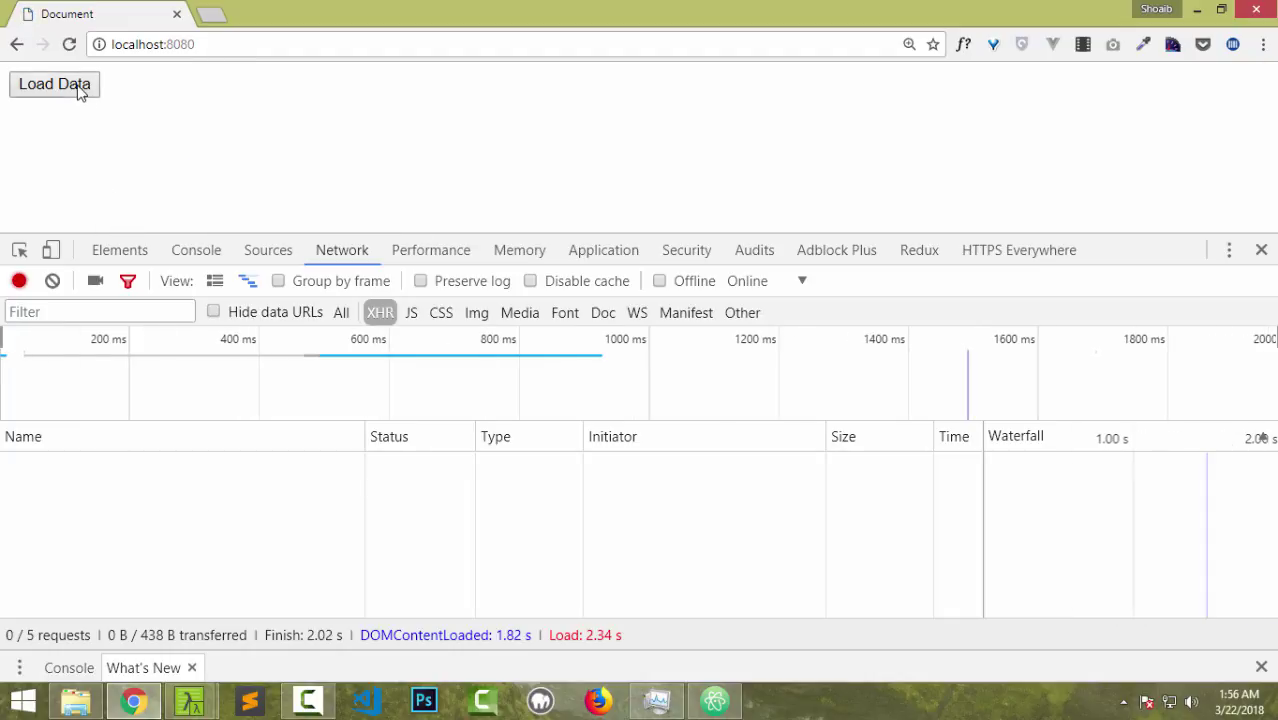 Document
Shoaib
localhost:8080
f?
Load Data
Elements Console Sources Network Performance Memory Application Security Audits Adblock Plus Redux HTTPS Everywhere
View: Group by frame Preserve log Disable cache Offline Online
Filter Hide data URLs All XHR JS CSS Img Media Font Doc WS Manifest Other
200 ms 400 ms 600 ms 800 ms 1000 ms 1200 ms 1400 ms 1600 ms 1800 ms 2000
Name Status Type Initiator Size Time Waterfall 1.00 s 2.00 s
0 / 5 requests | 0 B / 438 B transferred | Finish: 2.02 s | DOMContentLoaded: 1.82 s | Load: 2.34 s
Console What's New
Ps
1:56 AM
3/22/2018